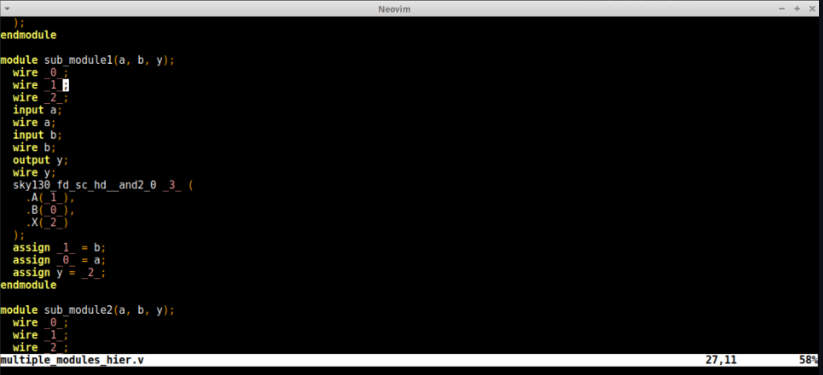 Neovim
  );
endmodule
module sub_module1(a, b, y);
  wire _0_;
  wire _1_;
  wire _2_;
  input a;
  wire a;
  input b;
  wire b;
  output y;
  wire y;
  sky130_fd_sc_hd__and2_0 _3_ (
    .A(_1_),
    .B(_0_),
    .X(_2_)
  );
  assign _1_ = b;
  assign _0_ = a;
  assign y = _2_;
endmodule
module sub_module2(a, b, y);
  wire _0_;
  wire _1_;
  wire _2_;
multiple_modules_hier.v 27,11 58%